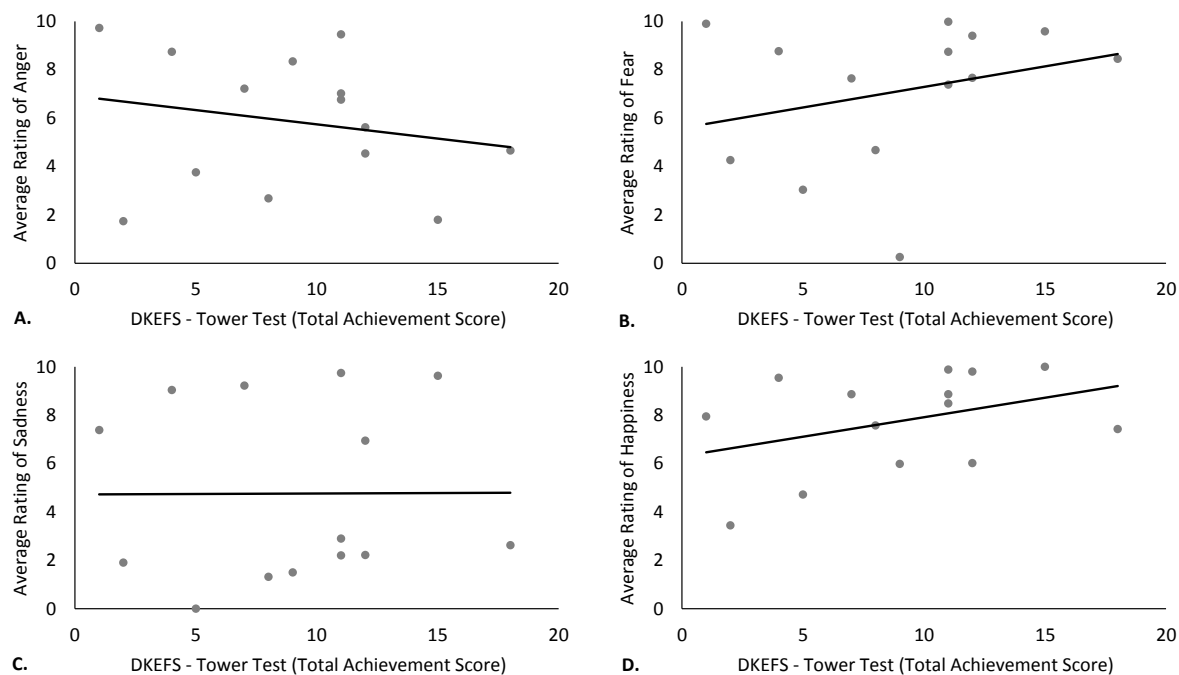 Average Rating of Anger
10
8
6
4
2
0
0 5 10 15 20
A. DKEFS - Tower Test (Total Achievement Score)
Average Rating of Fear
10
8
6
4
2
0
0 5 10 15 20
B. DKEFS - Tower Test (Total Achievement Score)
Average Rating of Sadness
10
8
6
4
2
0
0 5 10 15 20
C. DKEFS - Tower Test (Total Achievement Score)
Average Rating of Happiness
10
8
6
4
2
0
0 5 10 15 20
D. DKEFS - Tower Test (Total Achievement Score)